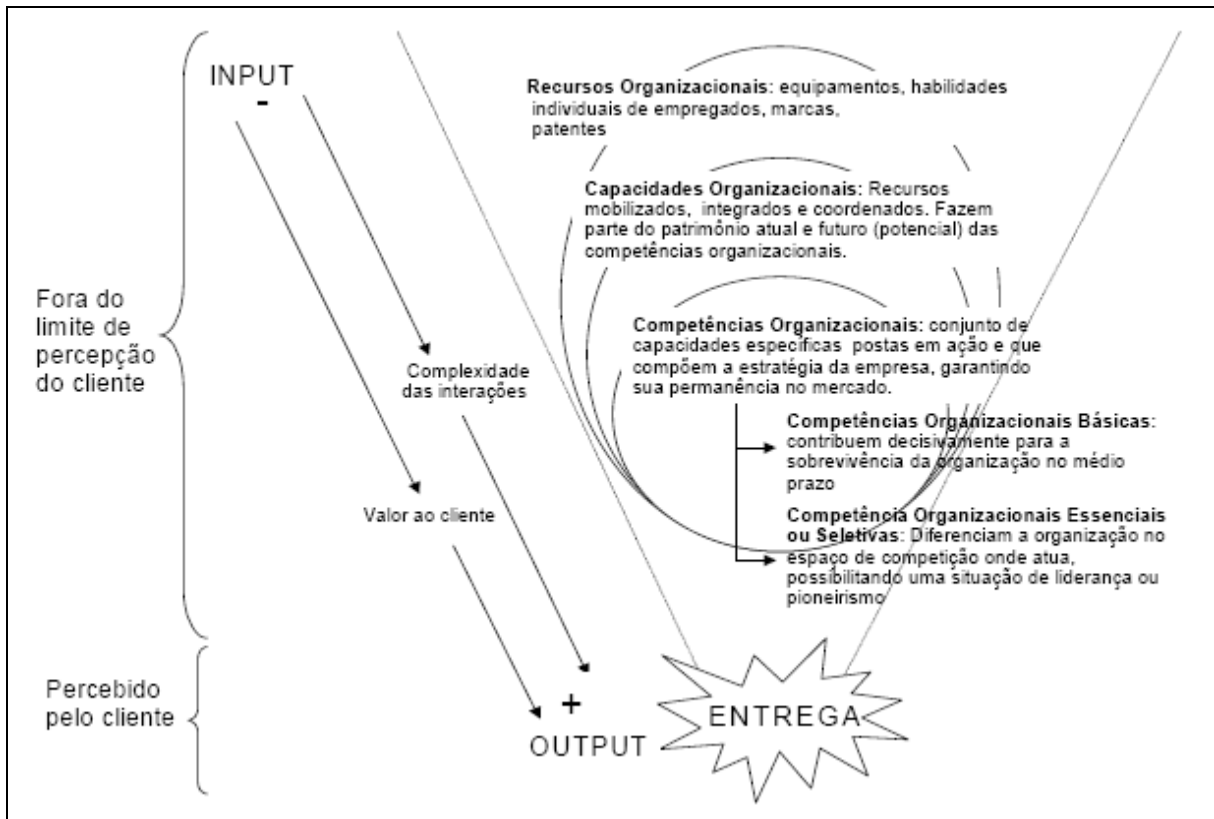 INPUT
-
Recursos Organizacionais: equipamentos, habilidades
individuais de empregados, marcas,
patentes
Capacidades Organizacionais: Recursos
mobilizados, integrados e coordenados. Fazem
parte do patrimônio atual e futuro (potencial) das
competências organizacionais.
Fora do
limite de
percepção
do cliente
Competências Organizacionais: conjunto de
capacidades específicas postas em ação e que
compõem a estratégia da empresa, garantindo
sua permanência no mercado.
Complexidade
das interações
Competências Organizacionais Básicas:
contribuem decisivamente para a
sobrevivência da organização no médio
prazo
Valor ao cliente
Competência Organizacionais Essenciais
ou Seletivas: Diferenciam a organização no
espaço de competição onde atua,
possibilitando uma situação de liderança ou
pioneirismo
Percebido
pelo cliente
+
OUTPUT
ENTREGA